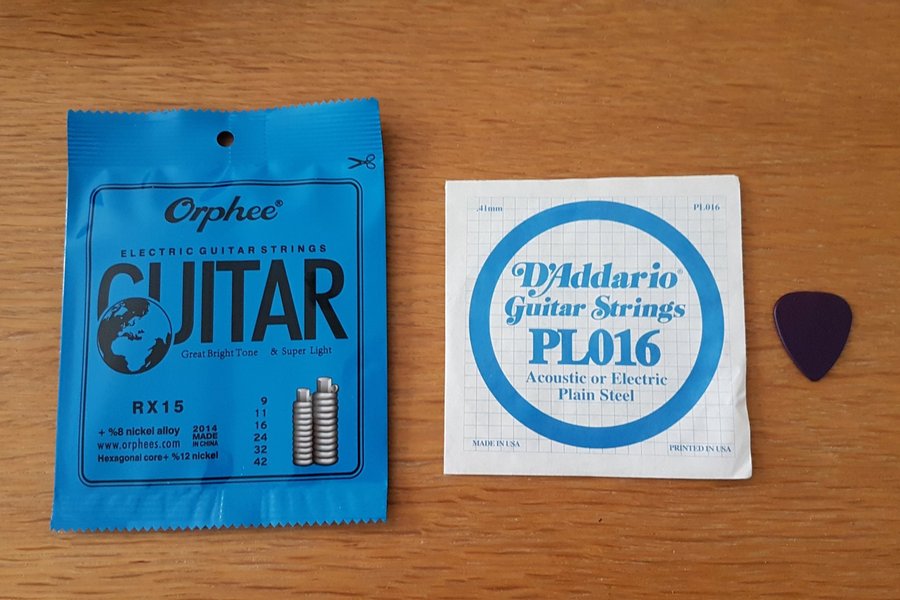 Orphee®
ELECTRIC GUITAR STRINGS
GUITAR
Great Bright Tone & Super Light
RX15
+ %8 nickel alloy
www.orphees.com
Hexagonal core+ %12 nickel
2014
MADE
IN CHINA
9
11
16
24
32
42
.41mm
PL016
D'Addario®
Guitar Strings
PL016
Acoustic or Electric
Plain Steel
MADE IN USA
PRINTED IN USA